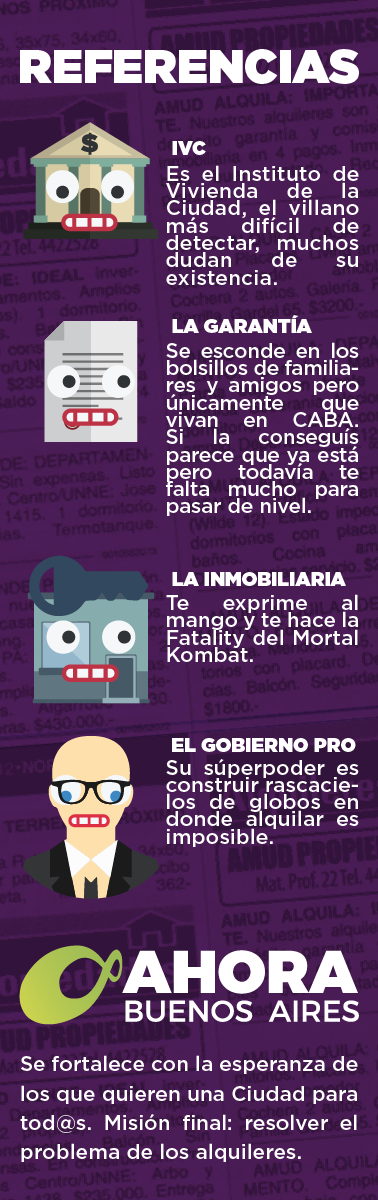 REFERENCIAS
$
IVC
Es el Instituto de
Vivienda de la
Ciudad, el villano
más difícil de
detectar, muchos
dudan de su
existencia.
LA GARANTÍA
Se esconde en los
bolsillos de familia-
res y amigos pero
únicamente que
vivan en CABA.
Si la conseguís
parece que ya está
pero todavía te
falta mucho para
pasar de nivel.
LA INMOBILIARIA
Te exprime al
mango y te hace la
Fatality del Mortal
Kombat.
EL GOBIERNO PRO
Su súperpoder es
construir rascacie-
los de globos en
donde alquilar es
imposible.
AHORA
BUENOS AIRES
Se fortalece con la esperanza de
los que quieren una Ciudad para
tod@s. Misión final: resolver el
problema de los alquileres.